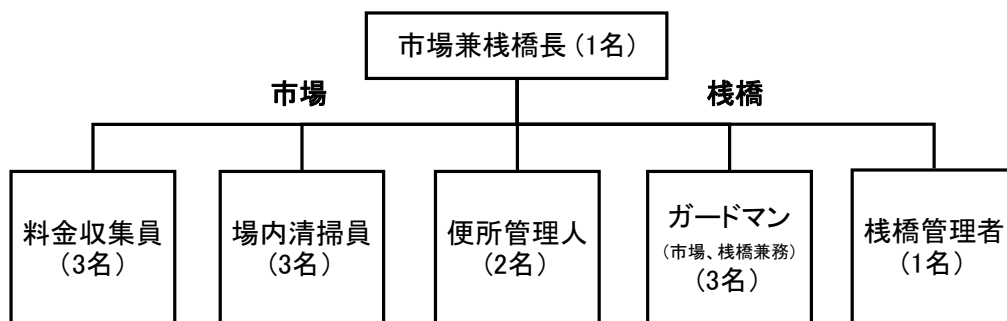 市場兼桟橋長（1名）
市場
桟橋
料金収集員
（3名）
場内清掃員
（3名）
便所管理人
（2名）
ガードマン
（市場、桟橋兼務）
（3名）
桟橋管理者
（1名）